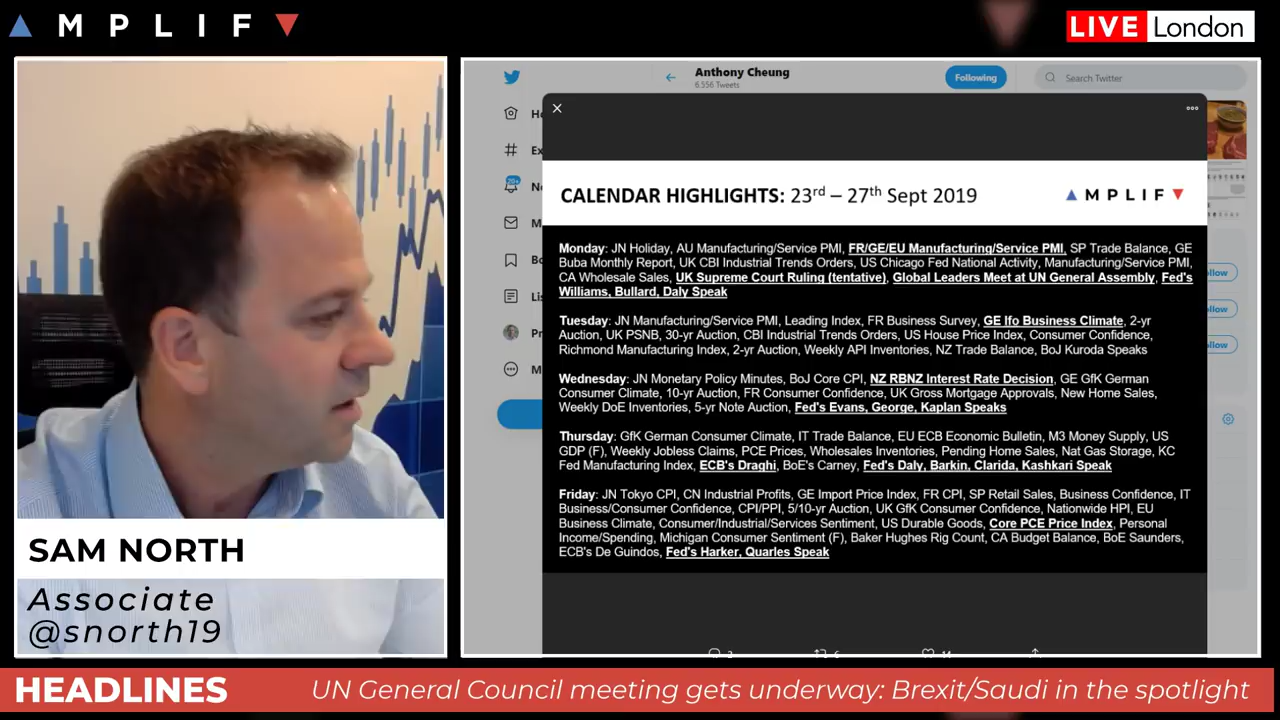 MPLIF
LIVE London
Anthony Cheung
6,556 Tweets
Following
Search Twitter
CALENDAR HIGHLIGHTS: 23rd – 27th Sept 2019
MPLIF
Monday: JN Holiday, AU Manufacturing/Service PMI, FR/GE/EU Manufacturing/Service PMI, SP Trade Balance, GE
Buba Monthly Report, UK CBI Industrial Trends Orders, US Chicago Fed National Activity, Manufacturing/Service PMI,
CA Wholesale Sales, UK Supreme Court Ruling (tentative), Global Leaders Meet at UN General Assembly, Fed's
Williams, Bullard, Daly Speak
Tuesday: JN Manufacturing/Service PMI, Leading Index, FR Business Survey, GE Ifo Business Climate, 2-yr
Auction, UK PSNB, 30-yr Auction, CBI Industrial Trends Orders, US House Price Index, Consumer Confidence,
Richmond Manufacturing Index, 2-yr Auction, Weekly API Inventories, NZ Trade Balance, BoJ Kuroda Speaks
Wednesday: JN Monetary Policy Minutes, BoJ Core CPI, NZ RBNZ Interest Rate Decision, GE GfK German
Consumer Climate, 10-yr Auction, FR Consumer Confidence, UK Gross Mortgage Approvals, New Home Sales,
Weekly DoE Inventories, 5-yr Note Auction, Fed's Evans, George, Kaplan Speaks
Thursday: GfK German Consumer Climate, IT Trade Balance, EU ECB Economic Bulletin, M3 Money Supply, US
GDP (F), Weekly Jobless Claims, PCE Prices, Wholesales Inventories, Pending Home Sales, Nat Gas Storage, KC
Fed Manufacturing Index, ECB's Draghi, BoE's Carney, Fed's Daly, Barkin, Clarida, Kashkari Speak
Friday: JN Tokyo CPI, CN Industrial Profits, GE Import Price Index, FR CPI, SP Retail Sales, Business Confidence, IT
Business/Consumer Confidence, CPI/PPI, 5/10-yr Auction, UK GfK Consumer Confidence, Nationwide HPI, EU
Business Climate, Consumer/Industrial/Services Sentiment, US Durable Goods, Core PCE Price Index, Personal
Income/Spending, Michigan Consumer Sentiment (F), Baker Hughes Rig Count, CA Budget Balance, BoE Saunders,
ECB's De Guindos, Fed's Harker, Quarles Speak
SAM NORTH
Associate
@snorth19
HEADLINES UN General Council meeting gets underway: Brexit/Saudi in the spotlight